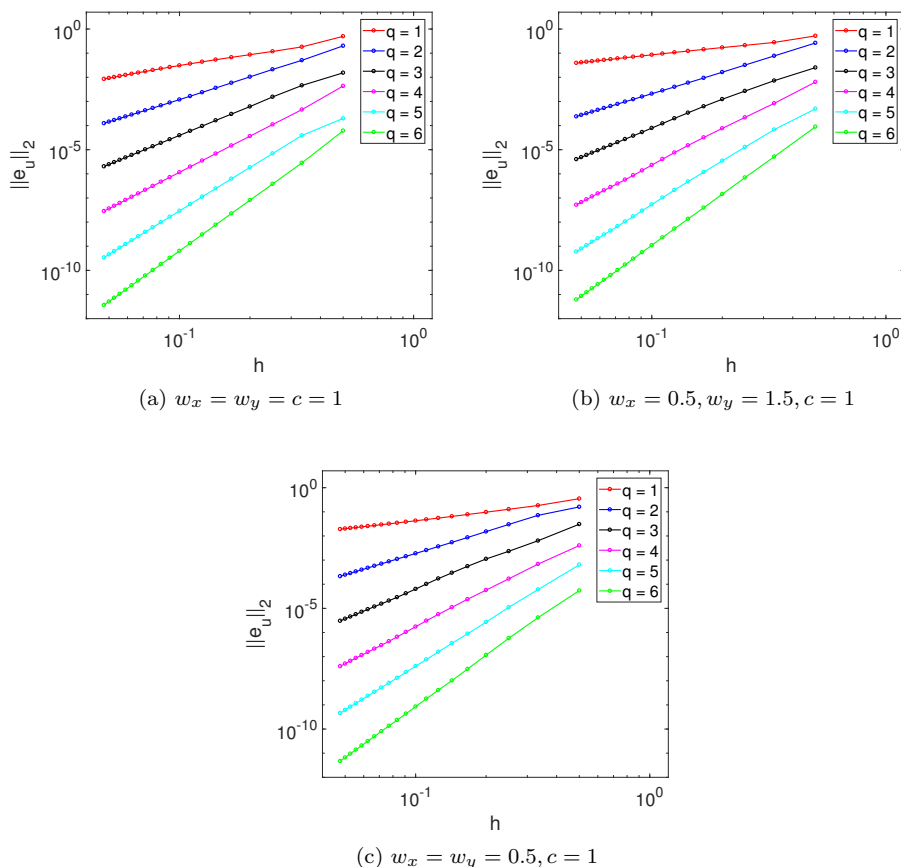 10^0
10^-5
10^-10
||e_u||_2
10^-1
10^0
h
q = 1
q = 2
q = 3
q = 4
q = 5
q = 6
(a) w_x = w_y = c = 1
10^0
10^-5
10^-10
||e_u||_2
10^-1
10^0
h
q = 1
q = 2
q = 3
q = 4
q = 5
q = 6
(b) w_x = 0.5, w_y = 1.5, c = 1
10^0
10^-5
10^-10
||e_u||_2
10^-1
10^0
h
q = 1
q = 2
q = 3
q = 4
q = 5
q = 6
(c) w_x = w_y = 0.5, c = 1